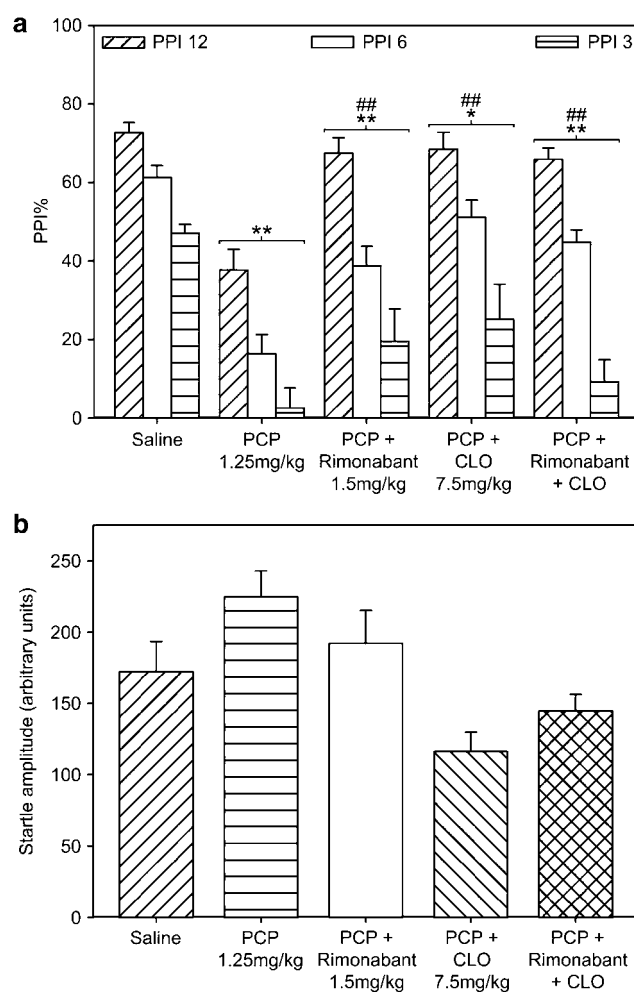 a
PPI 12 PPI 6 PPI 3
100
80
60
40
20
0
PPI%
**
##
**
##
*
##
**
Saline
PCP
1.25mg/kg
PCP +
Rimonabant
1.5mg/kg
PCP +
CLO
7.5mg/kg
PCP +
Rimonabant
+ CLO
b
250
200
150
100
50
0
Startle amplitude (arbitrary units)
Saline
PCP
1.25mg/kg
PCP +
Rimonabant
1.5mg/kg
PCP +
CLO
7.5mg/kg
PCP +
Rimonabant
+ CLO